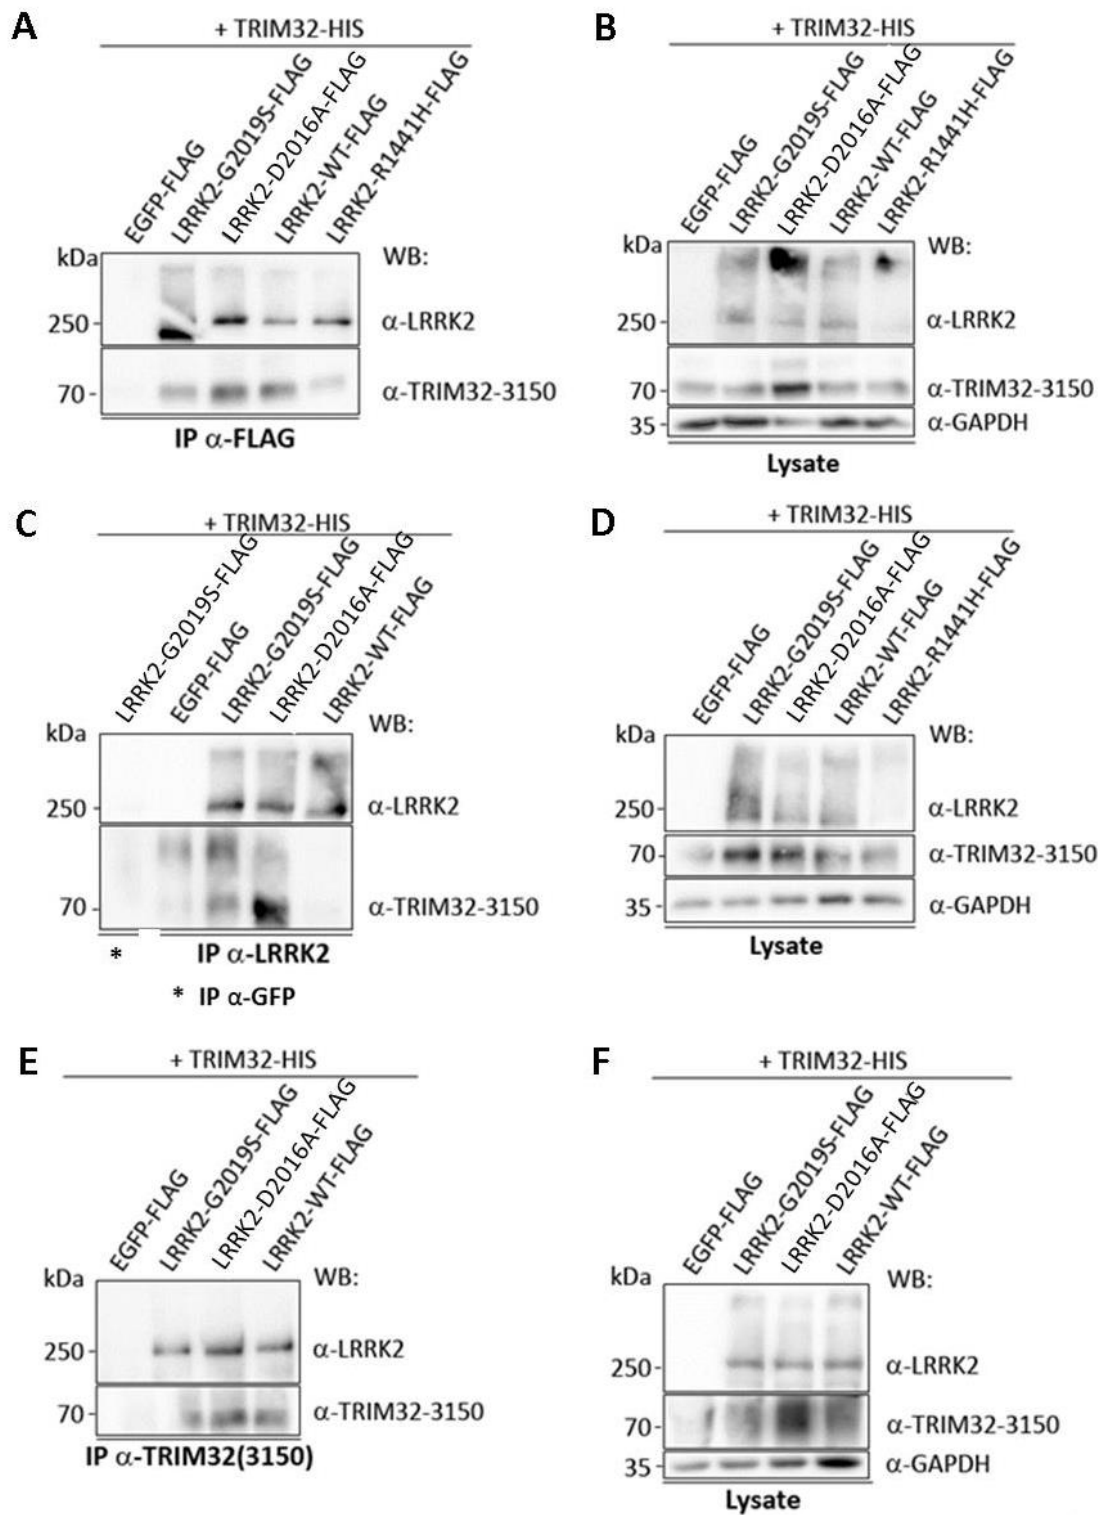 A
+ TRIM32-HIS
EGFP-FLAG
LRRK2-G2019S-FLAG
LRRK2-D2016A-FLAG
LRRK2-WT-FLAG
LRRK2-R1441H-FLAG
kDa
WB:
250
α-LRRK2
70
α-TRIM32-3150
IP α-FLAG
B
+ TRIM32-HIS
EGFP-FLAG
LRRK2-G2019S-FLAG
LRRK2-D2016A-FLAG
LRRK2-WT-FLAG
LRRK2-R1441H-FLAG
kDa
WB:
250
α-LRRK2
70
α-TRIM32-3150
35
α-GAPDH
Lysate
C
+ TRIM32-HIS
LRRK2-G2019S-FLAG
EGFP-FLAG
LRRK2-G2019S-FLAG
LRRK2-D2016A-FLAG
LRRK2-WT-FLAG
kDa
WB:
250
α-LRRK2
70
α-TRIM32-3150
* IP α-LRRK2
* IP α-GFP
D
+ TRIM32-HIS
EGFP-FLAG
LRRK2-G2019S-FLAG
LRRK2-D2016A-FLAG
LRRK2-WT-FLAG
LRRK2-R1441H-FLAG
kDa
WB:
250
α-LRRK2
70
α-TRIM32-3150
35
α-GAPDH
Lysate
E
+ TRIM32-HIS
EGFP-FLAG
LRRK2-G2019S-FLAG
LRRK2-D2016A-FLAG
LRRK2-WT-FLAG
kDa
WB:
250
α-LRRK2
70
α-TRIM32-3150
IP α-TRIM32(3150)
F
+ TRIM32-HIS
EGFP-FLAG
LRRK2-G2019S-FLAG
LRRK2-D2016A-FLAG
LRRK2-WT-FLAG
kDa
WB:
250
α-LRRK2
70
α-TRIM32-3150
35
α-GAPDH
Lysate